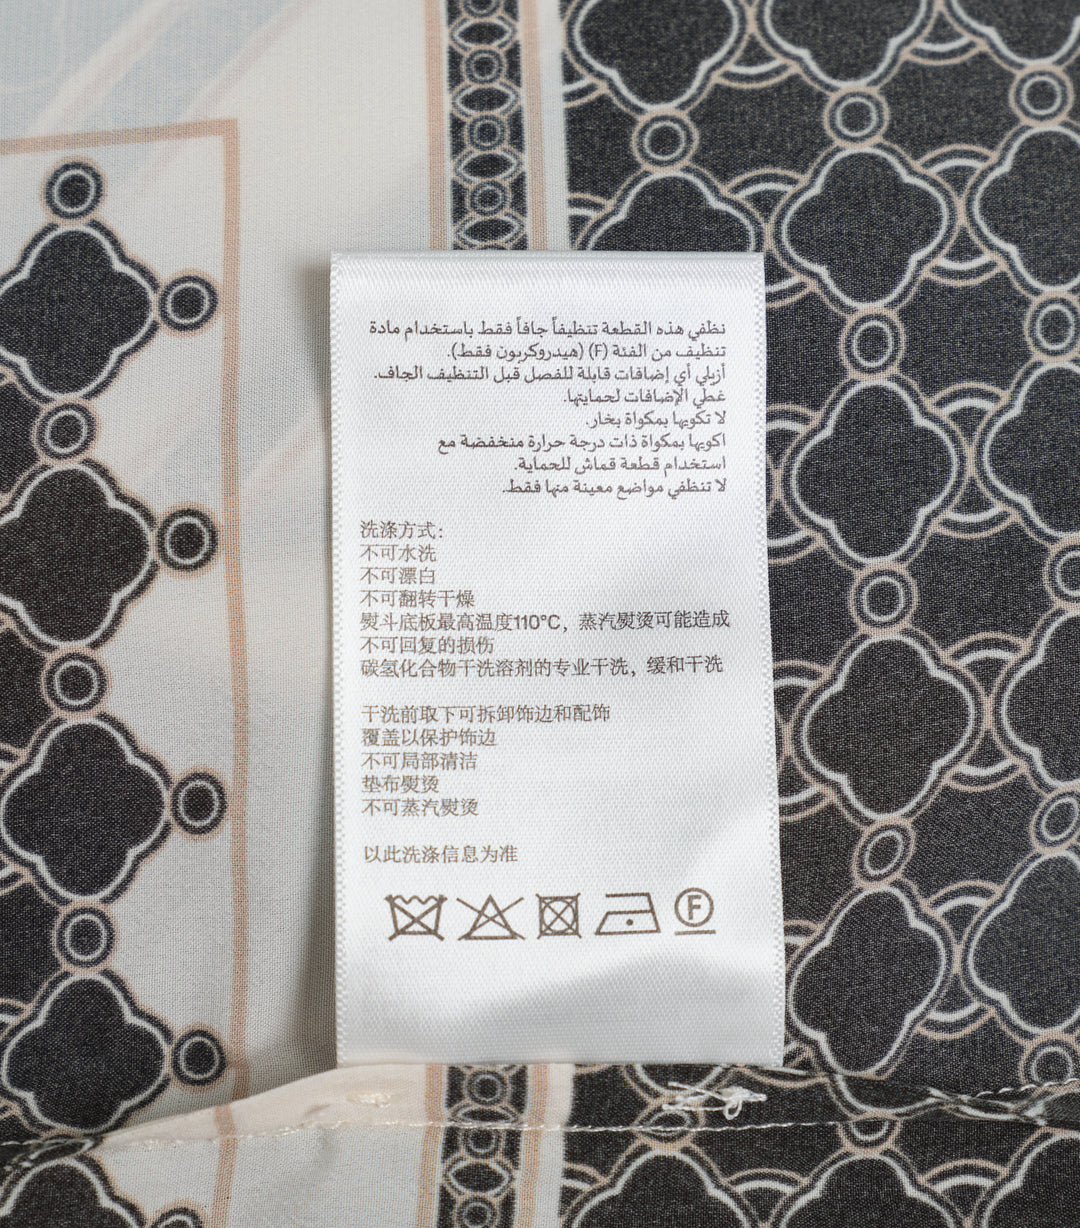 نظفي هذه القطعة تنظيفاً جافاً فقط باستخدام مادة
تنظيف من الفئة (F) (هيدروكربون فقط).
أزيلي أي إضافات قابلة للفصل قبل التنظيف الجاف.
غطي الإضافات لحمايتها.
لا تكويها بمكواة بخار.
اكويها بمكواة ذات درجة حرارة منخفضة مع
استخدام قطعة قماش للحماية.
لا تنظفي مواضع معينة منها فقط.
洗涤方式:
不可水洗
不可漂白
不可翻转干燥
熨斗底板最高温度110°C, 蒸汽熨烫可能造成
不可回复的损伤
碳氢化合物干洗溶剂的专业干洗, 缓和干洗
干洗前取下可拆卸饰边和配饰
覆盖以保护饰边
不可局部清洁
垫布熨烫
不可蒸汽熨烫
以此洗涤信息为准
F